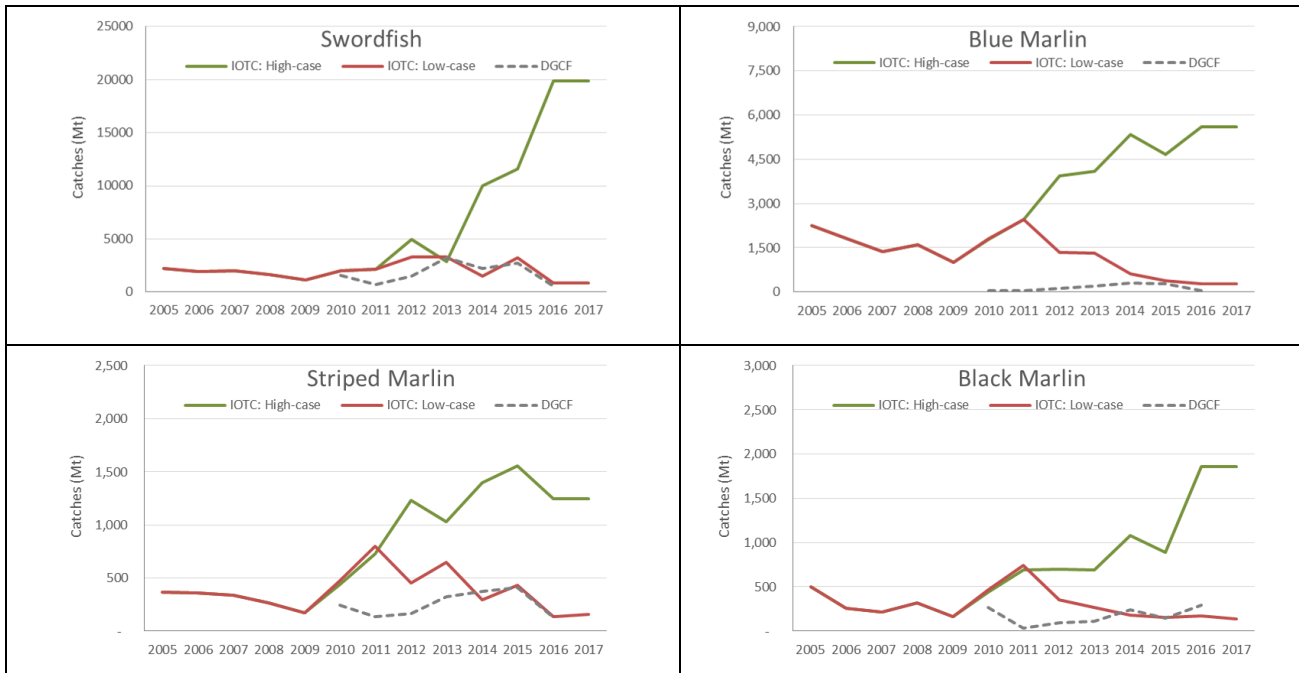 Swordfish
IOTC: High-case IOTC: Low-case DGCF
Catches (Mt)
25000
20000
15000
10000
5000
0
2005 2006 2007 2008 2009 2010 2011 2012 2013 2014 2015 2016 2017
Blue Marlin
IOTC: High-case IOTC: Low-case DGCF
Catches (Mt)
9,000
7,500
6,000
4,500
3,000
1,500
0
2005 2006 2007 2008 2009 2010 2011 2012 2013 2014 2015 2016 2017
Striped Marlin
IOTC: High-case IOTC: Low-case DGCF
Catches (Mt)
2,500
2,000
1,500
1,000
500
-
2005 2006 2007 2008 2009 2010 2011 2012 2013 2014 2015 2016 2017
Black Marlin
IOTC: High-case IOTC: Low-case DGCF
Catches (Mt)
3,000
2,500
2,000
1,500
1,000
500
-
2005 2006 2007 2008 2009 2010 2011 2012 2013 2014 2015 2016 2017